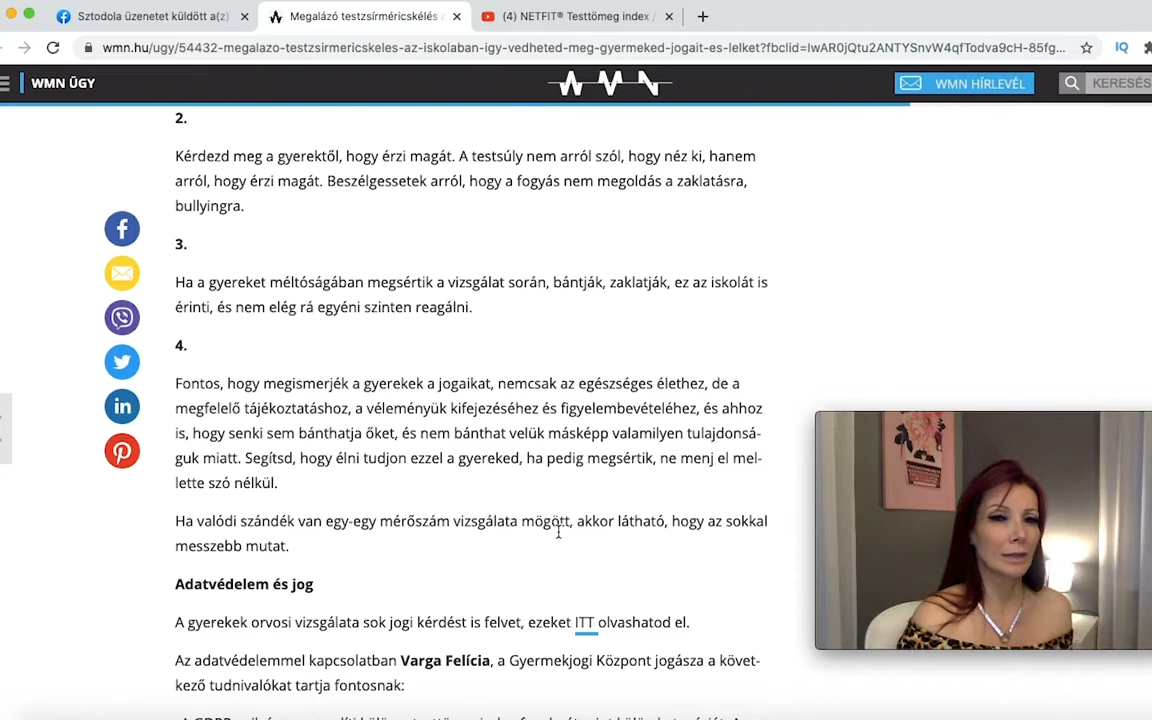 Sztodola üzenetet küldött a(z)
Megalázó testzsírméricskélés
(4) NETFIT® Testtömeg index
wmn.hu/ugy/54432-megalazo-testzsirmericskeles-az-iskolaban-igy-vedheted-meg-gyermeked-jogait-es-lelket?fbclid=IwAR0jQtu2ANTYSnvW4qfTodva9cH-85fg...
IQ
WMN ÜGY
WMN
WMN HÍRLEVÉL
KERESÉS
2.
Kérdezd meg a gyerektől, hogy érzi magát. A testsúly nem arról szól, hogy néz ki, hanem
arról, hogy érzi magát. Beszélgessetek arról, hogy a fogyás nem megoldás a zaklatásra,
bullyingra.
3.
Ha a gyereket méltóságában megsértik a vizsgálat során, bántják, zaklatják, ez az iskolát is
érinti, és nem elég rá egyéni szinten reagálni.
4.
Fontos, hogy megismerjék a gyerekek a jogaikat, nemcsak az egészséges élethez, de a
megfelelő tájékoztatáshoz, a véleményük kifejezéséhez és figyelembevételéhez, és ahhoz
is, hogy senki sem bánthatja őket, és nem bánthat velük másképp valamilyen tulajdonsá-
guk miatt. Segítsd, hogy élni tudjon ezzel a gyereked, ha pedig megsértik, ne menj el mel-
lette szó nélkül.
Ha valódi szándék van egy-egy mérőszám vizsgálata mögött, akkor látható, hogy az sokkal
messzebb mutat.
Adatvédelem és jog
A gyerekek orvosi vizsgálata sok jogi kérdést is felvet, ezeket ITT olvashatod el.
Az adatvédelemmel kapcsolatban Varga Felícia, a Gyermekjogi Központ jogásza a követ-
kező tudnivalókat tartja fontosnak: